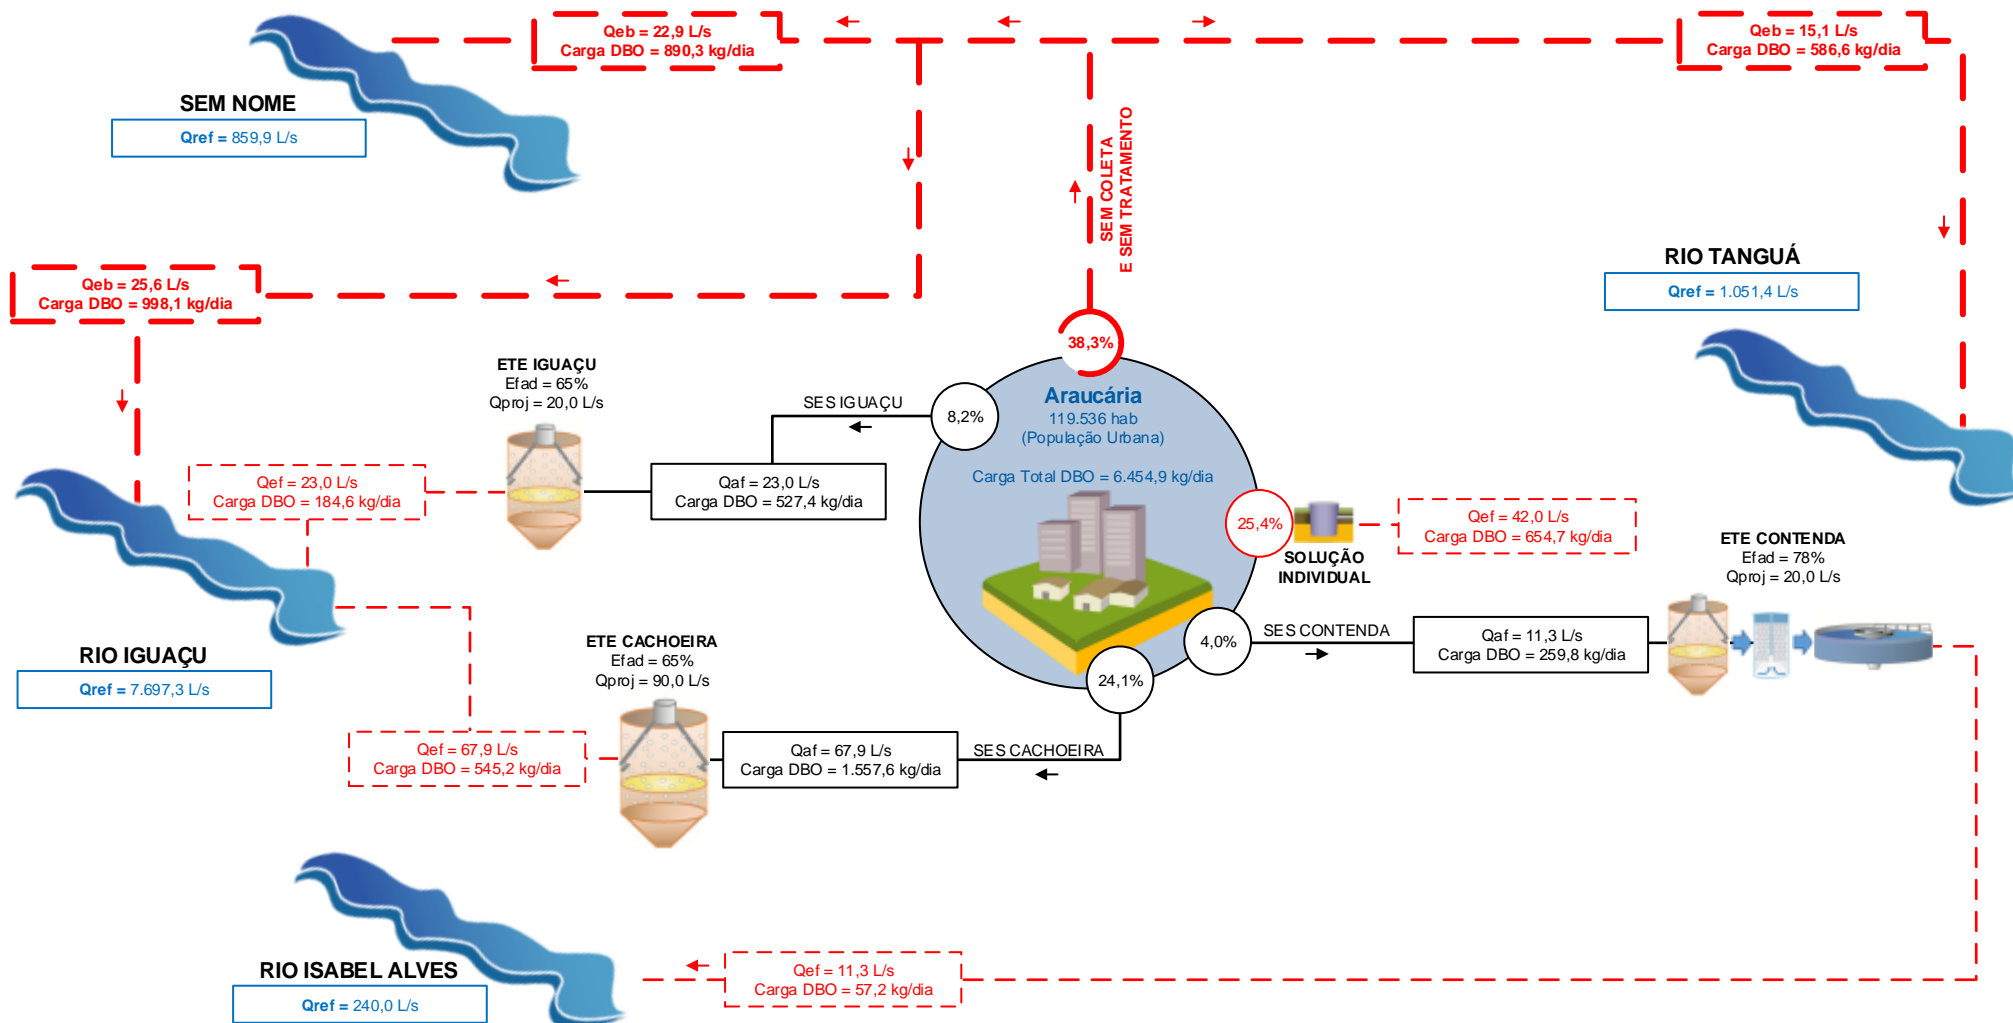 Qeb = 22,9 L/s
Carga DBO = 890,3 kg/dia
Qeb = 15,1 L/s
Carga DBO = 586,6 kg/dia
SEM NOME
Qref = 859,9 L/s
SEM COLETA
E SEM TRATAMENTO
Qeb = 25,6 L/s
Carga DBO = 998,1 kg/dia
RIO TANGUÁ
Qref = 1.051,4 L/s
38,3%
ETE IGUAÇU
Efad = 65%
Qproj = 20,0 L/s
SES IGUAÇU
8,2%
Araucária
119.536 hab
(População Urbana)
Carga Total DBO = 6.454,9 kg/dia
Qef = 23,0 L/s
Carga DBO = 184,6 kg/dia
Qaf = 23,0 L/s
Carga DBO = 527,4 kg/dia
25,4%
SOLUÇÃO
INDIVIDUAL
Qef = 42,0 L/s
Carga DBO = 654,7 kg/dia
ETE CONTENDA
Efad = 78%
Qproj = 20,0 L/s
4,0%
SES CONTENDA
Qaf = 11,3 L/s
Carga DBO = 259,8 kg/dia
RIO IGUAÇU
Qref = 7.697,3 L/s
ETE CACHOEIRA
Efad = 65%
Qproj = 90,0 L/s
24,1%
Qef = 67,9 L/s
Carga DBO = 545,2 kg/dia
Qaf = 67,9 L/s
Carga DBO = 1.557,6 kg/dia
SES CACHOEIRA
RIO ISABEL ALVES
Qref = 240,0 L/s
Qef = 11,3 L/s
Carga DBO = 57,2 kg/dia